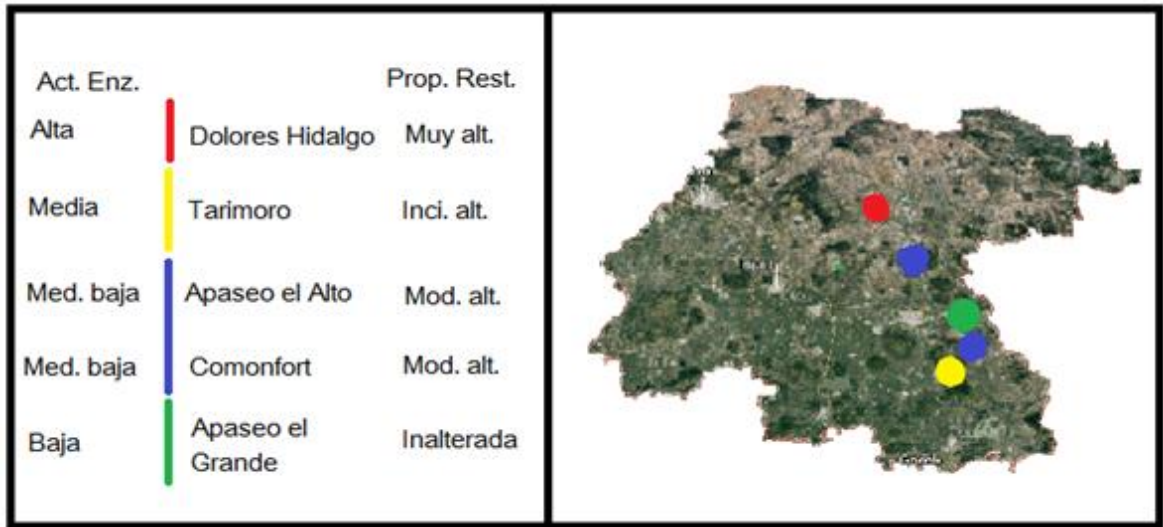 Act. Enz. Prop. Rest.
Alta Dolores Hidalgo Muy alt.
Media Tarimoro Inci. alt.
Med. baja Apaseo el Alto Mod. alt.
Med. baja Comonfort Mod. alt.
Baja Apaseo el Grande Inalterada
Google